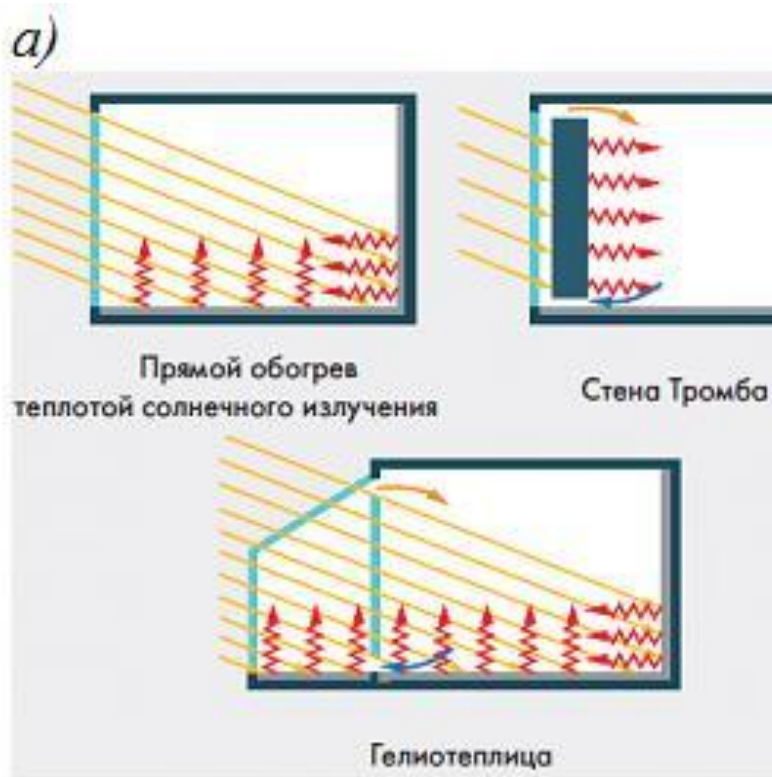 а)
Прямой обогрев
теплотой солнечного излучения
Стена Тромба
Гелиотеплица